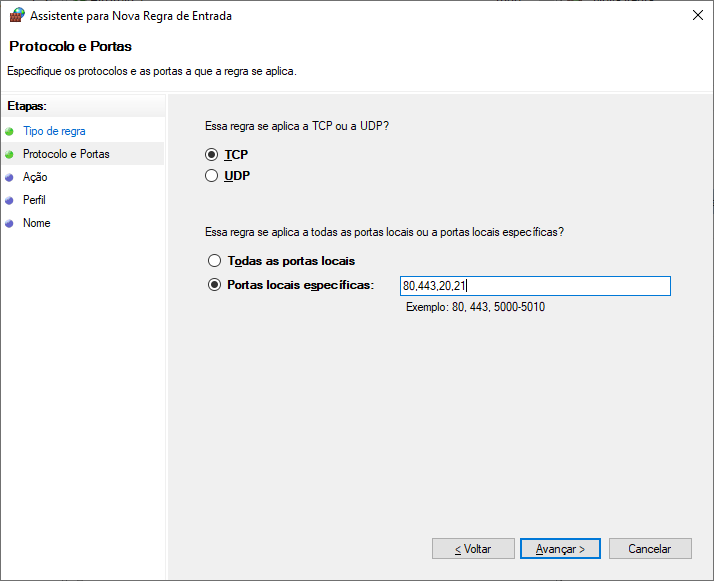 Assistente para Nova Regra de Entrada
Protocolo e Portas
Especifique os protocolos e as portas a que a regra se aplica.
Etapas:
Tipo de regra
Protocolo e Portas
Ação
Perfil
Nome
Essa regra se aplica a TCP ou a UDP?
TCP
UDP
Essa regra se aplica a todas as portas locais ou a portas locais específicas?
Todas as portas locais
Portas locais específicas:
80,443,20,21
Exemplo: 80, 443, 5000-5010
< Voltar
Avançar >
Cancelar